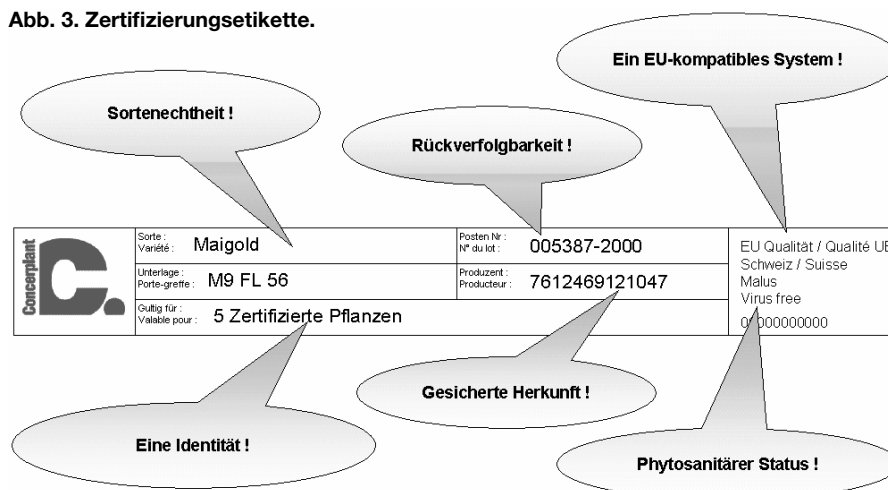 Abb. 3. Zertifizierungsetikette.
Ein EU-kompatibles System !
Sortenechtheit !
Rückverfolgbarkeit !
Concerplant
Sorte :
Variété : Maigold
Posten Nr :
N° du lot : 005387-2000
Unterlage :
Porte-greffe : M9 FL 56
Produzent :
Producteur : 7612469121047
Gultig für :
Valable pour : 5 Zertifizierte Pflanzen
EU Qualität / Qualité UE
Schweiz / Suisse
Malus
Virus free
Gesicherte Herkunft !
Eine Identität !
Phytosanitärer Status !